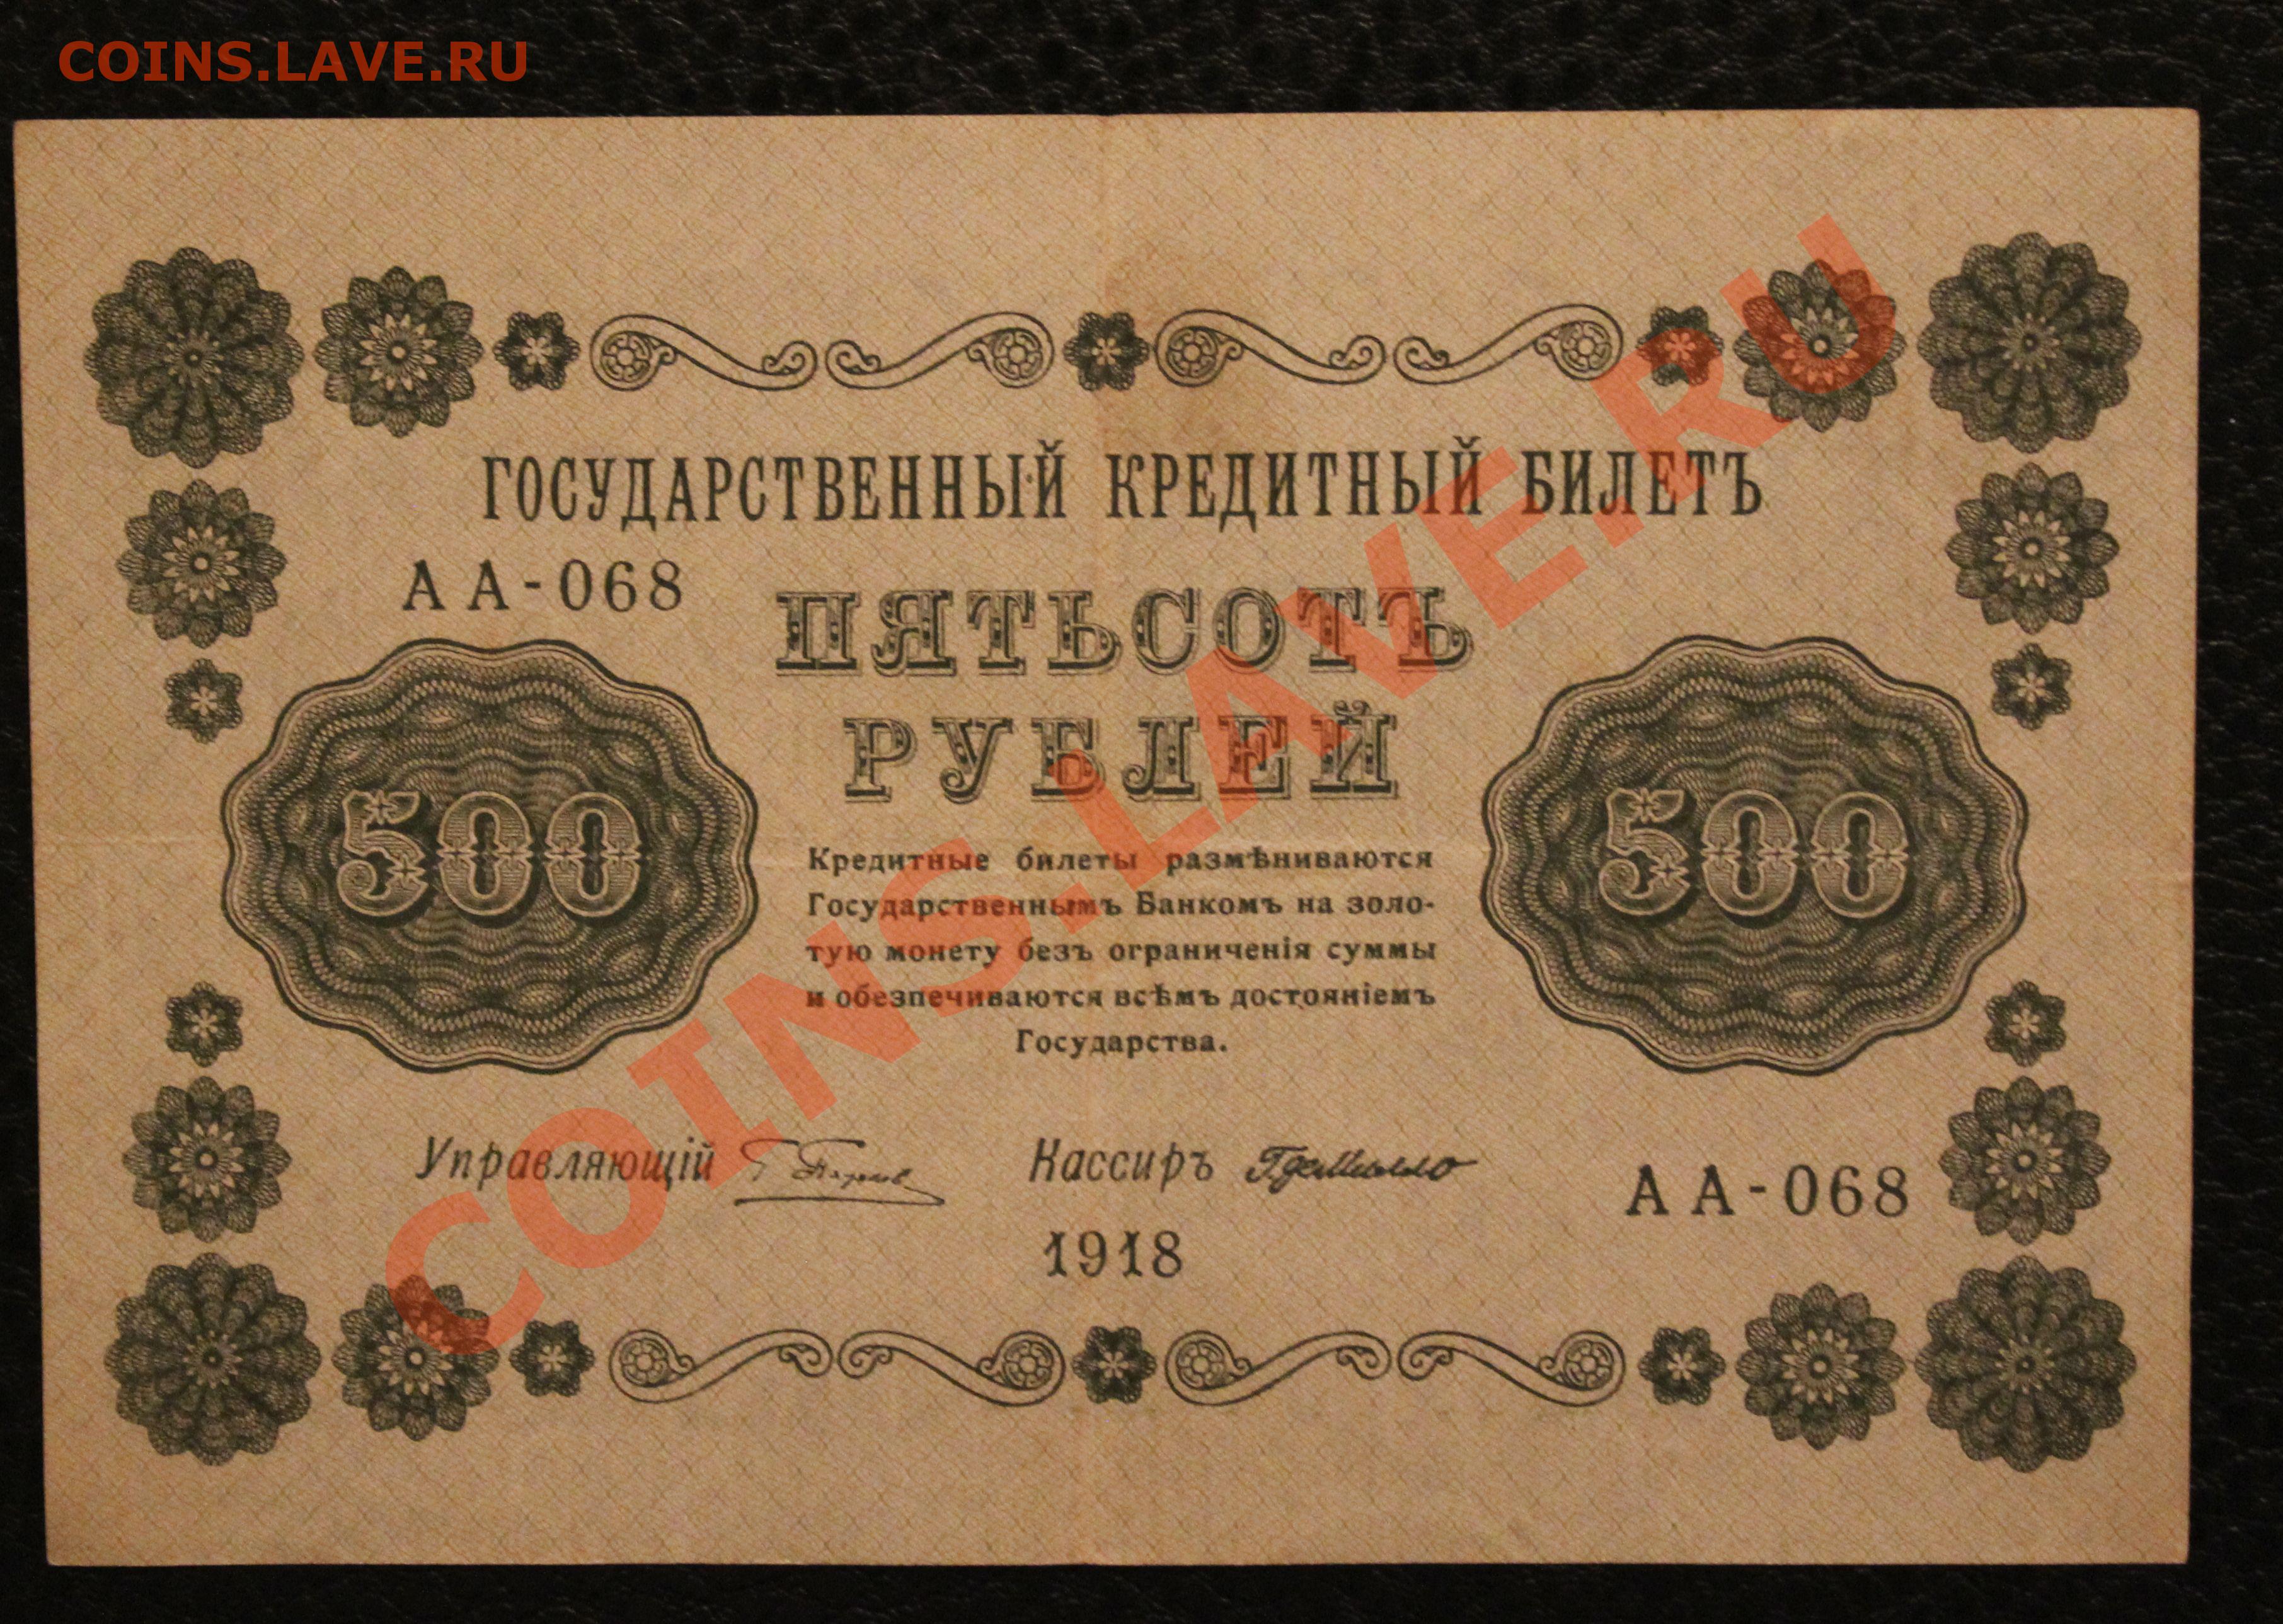 COINS.LAVE.RU
ГОСУДАРСТВЕННЫЙ КРЕДИТНЫЙ БИЛЕТЪ
АА-068
ПЯТЬСОТЪ
РУБЛЕЙ
500
500
Кредитные билеты размѣниваются
Государственнымъ Банкомъ на золо-
тую монету безъ ограниченія суммы
и обезпечиваются всѣмъ достояніемъ
Государства.
Управляющій
Кассиръ
АА-068
1918
COINS.LAVE.RU